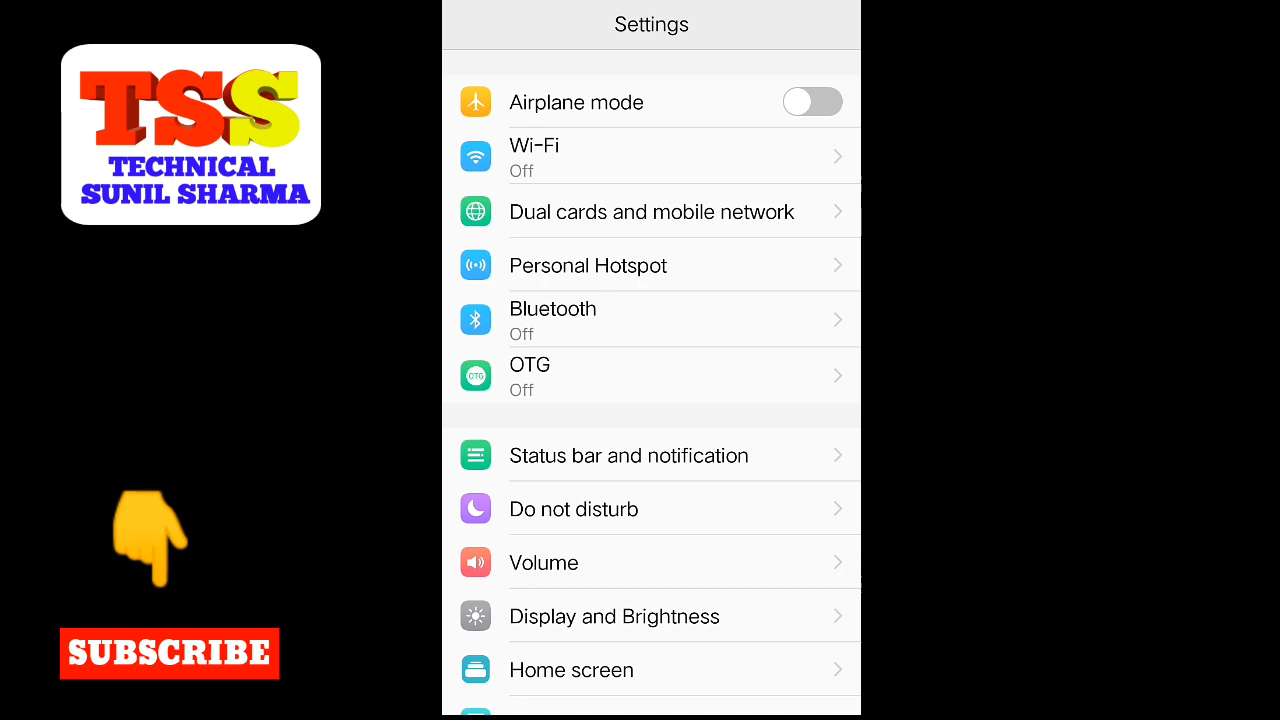 TSS
TECHNICAL
SUNIL SHARMA
SUBSCRIBE
Settings
Airplane mode
Wi-Fi
Off
Dual cards and mobile network
Personal Hotspot
Bluetooth
Off
OTG
OTG
Off
Status bar and notification
Do not disturb
Volume
Display and Brightness
Home screen